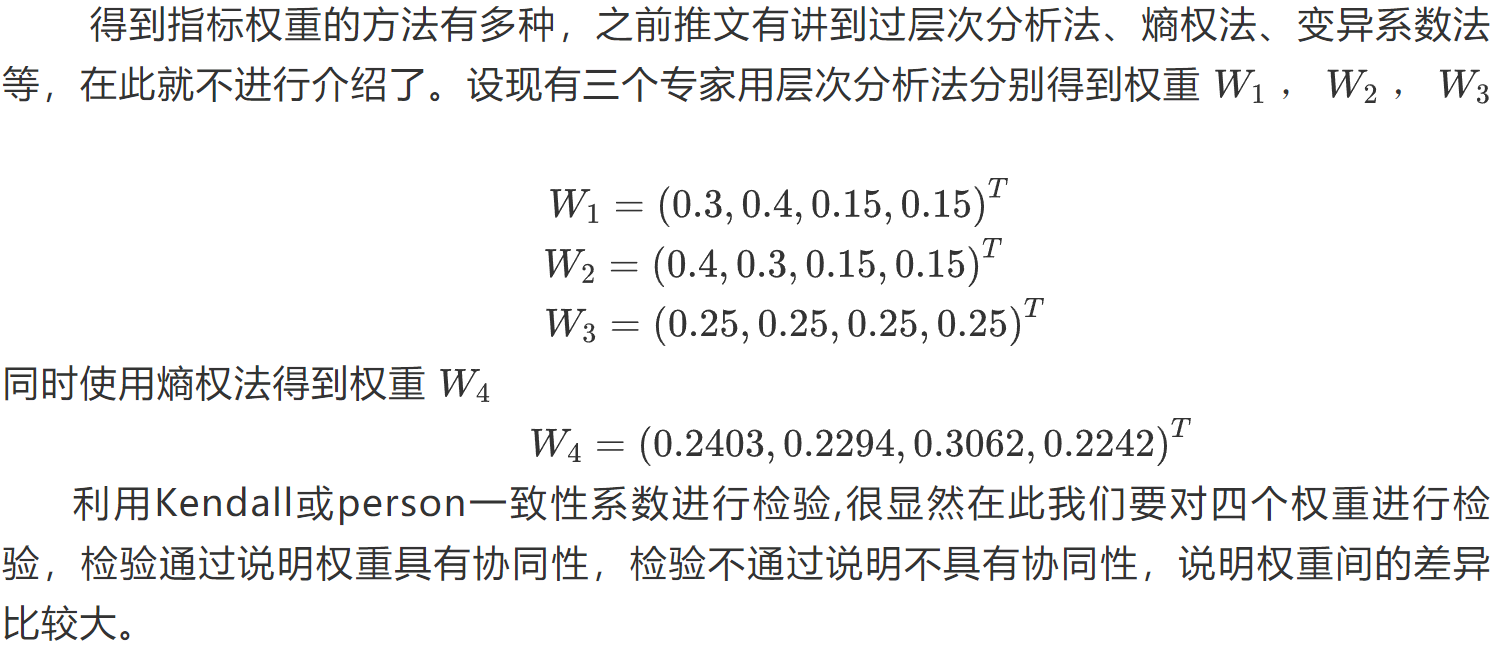 得到指标权重的方法有多种，之前推文有讲到过层次分析法、熵权法、变异系数法
等，在此就不进行介绍了。设现有三个专家用层次分析法分别得到权重 W₁ ， W₂ ， W₃
W₁ = (0.3, 0.4, 0.15, 0.15)ᵀ
W₂ = (0.4, 0.3, 0.15, 0.15)ᵀ
W₃ = (0.25, 0.25, 0.25, 0.25)ᵀ
同时使用熵权法得到权重 W₄
W₄ = (0.2403, 0.2294, 0.3062, 0.2242)ᵀ
利用Kendall或person一致性系数进行检验,很显然在此我们要对四个权重进行检
验，检验通过说明权重具有协同性，检验不通过说明不具有协同性，说明权重间的差异
比较大。